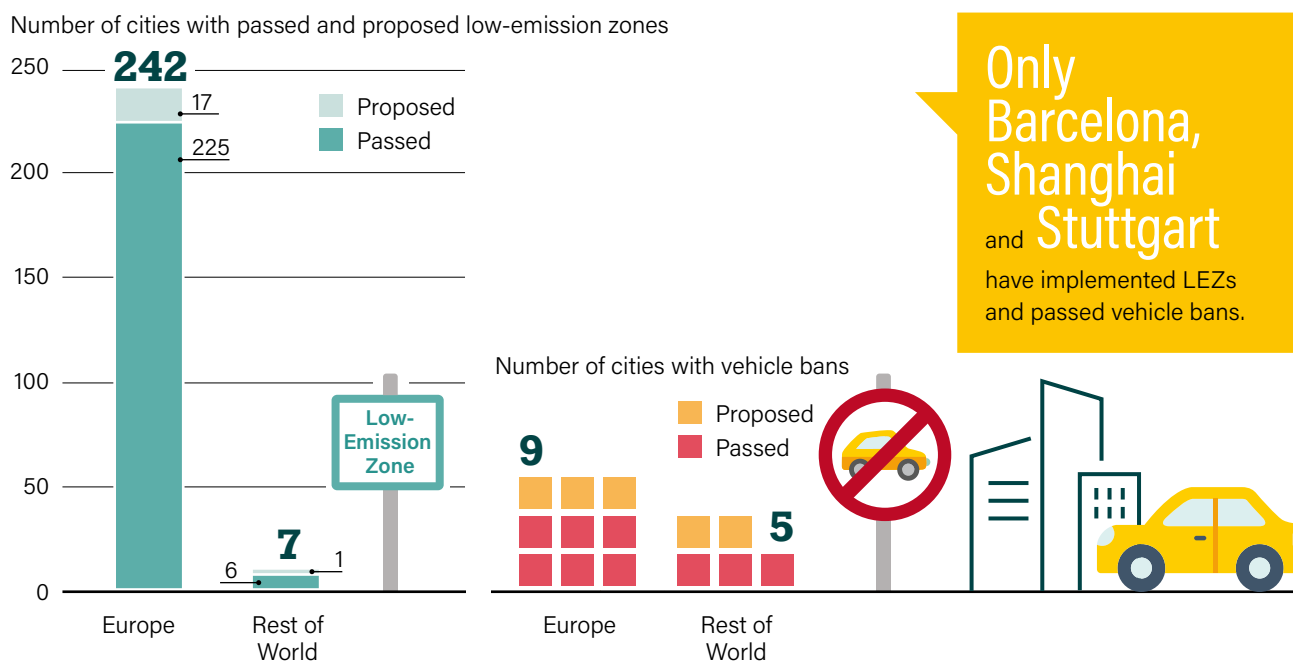 Number of cities with passed and proposed low-emission zones
250
242
17
Proposed
Passed
225
200
150
100
Low-
Emission
Zone
50
7
6
1
0
Europe
Rest of
World
Number of cities with vehicle bans
Proposed
Passed
9
5
Europe
Rest of
World
Only
Barcelona,
Shanghai
and Stuttgart
have implemented LEZs
and passed vehicle bans.